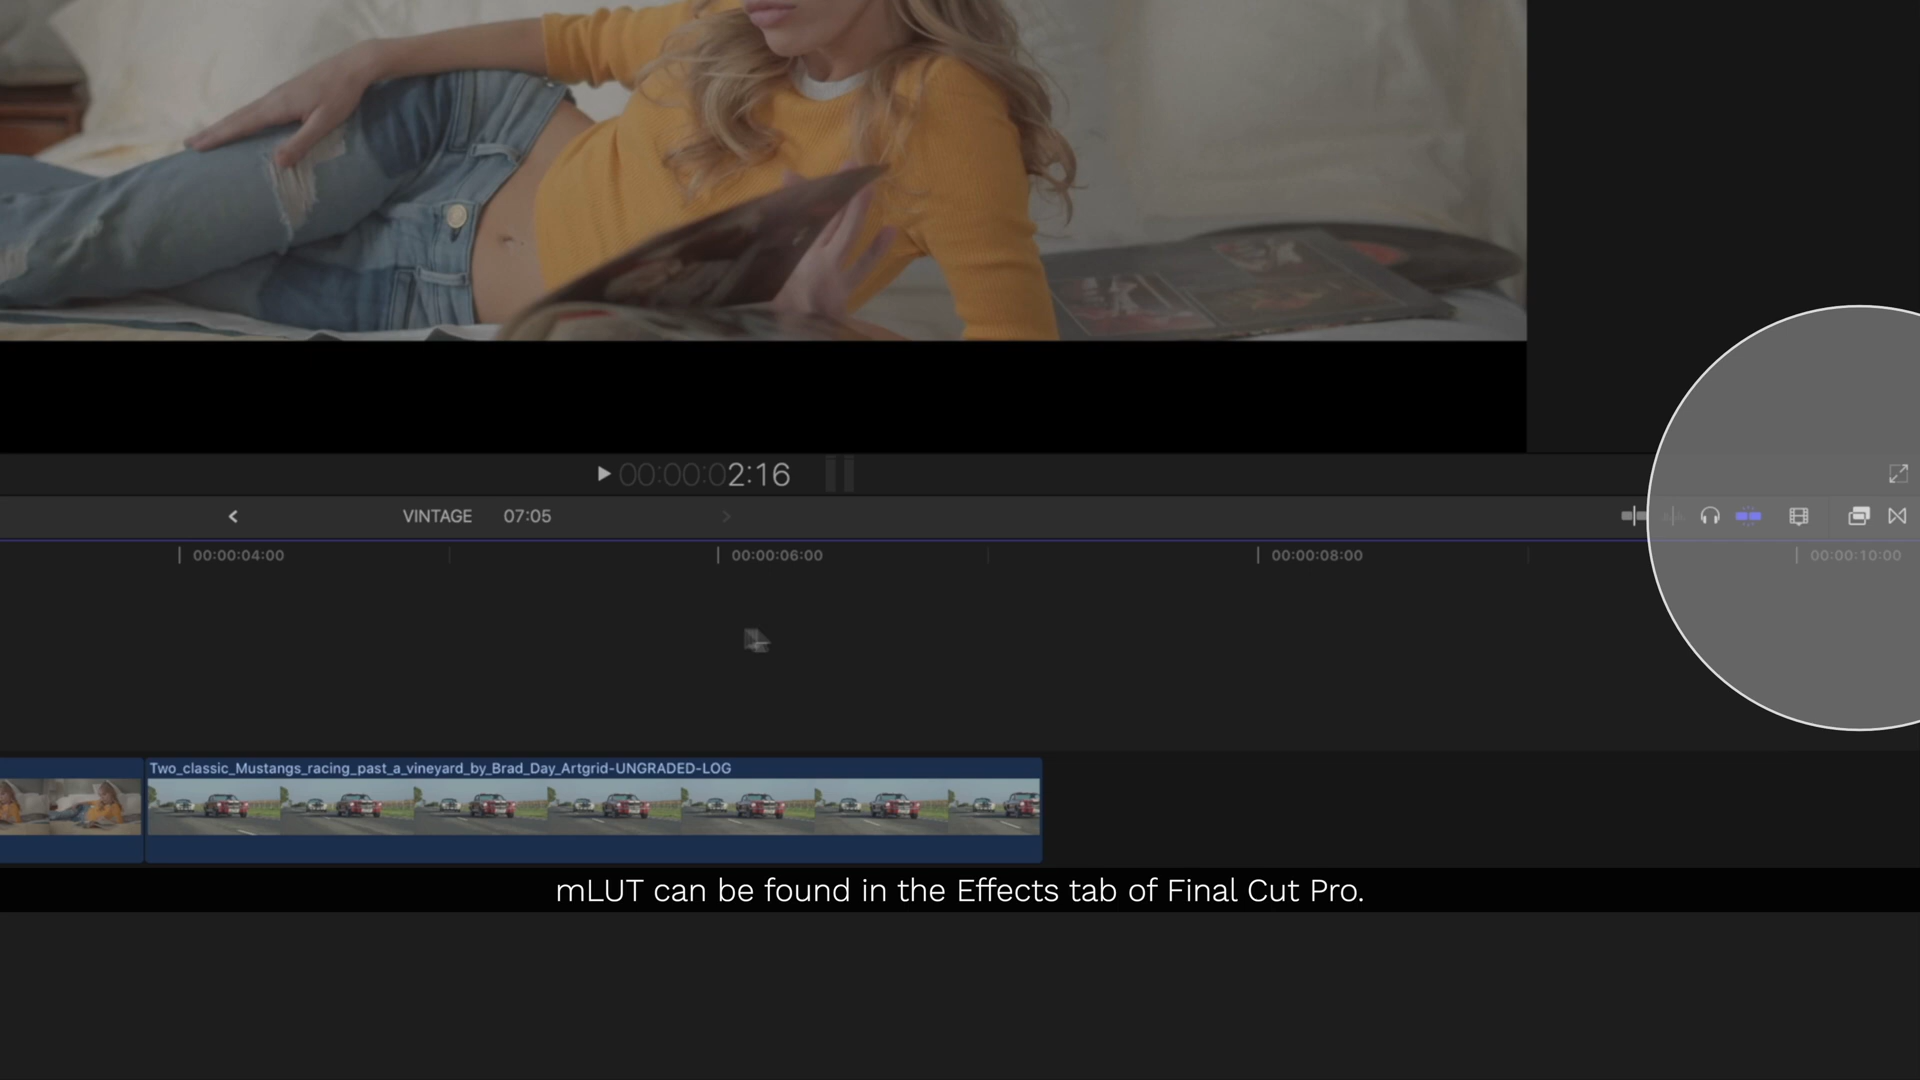 00:00:02:16
VINTAGE 07:05
00:00:04:00 00:00:06:00 00:00:08:00 00:00:10:00
Two_classic_Mustangs_racing_past_a_vineyard_by_Brad_Day_Artgrid-UNGRADED-LOG
mLUT can be found in the Effects tab of Final Cut Pro.